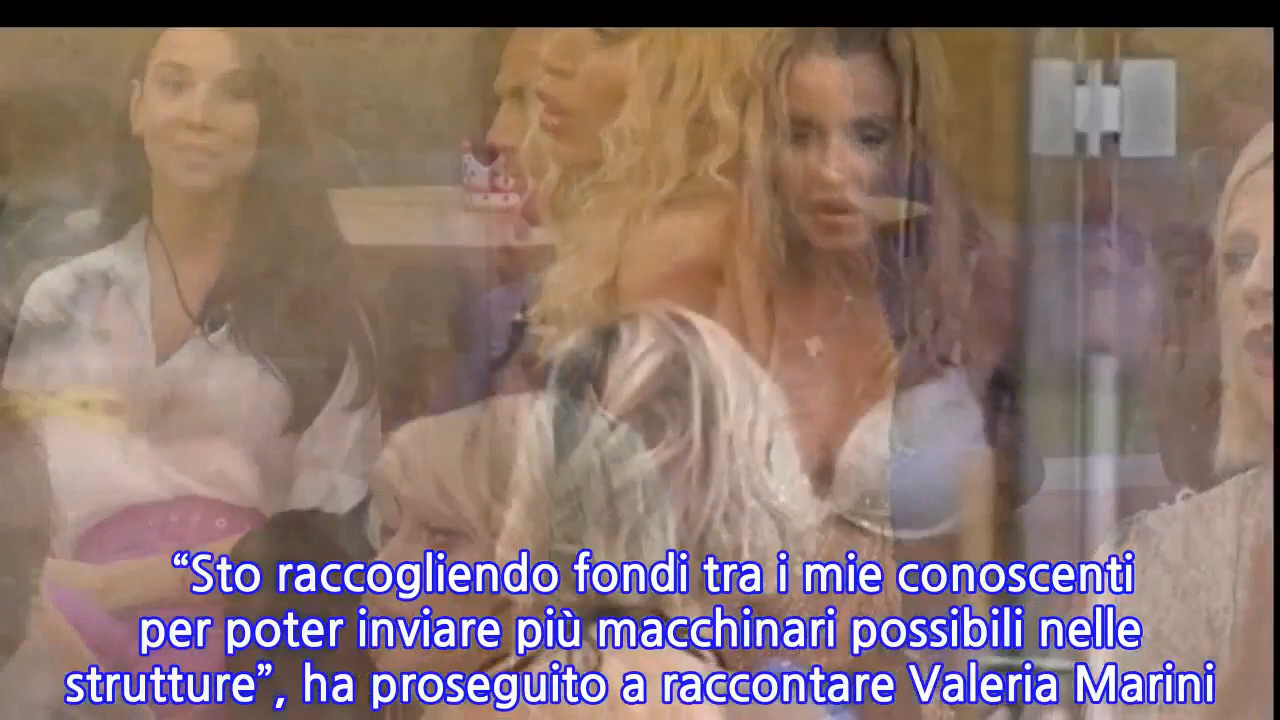 “Sto raccogliendo fondi tra i mie conoscenti
per poter inviare più macchinari possibili nelle
strutture”, ha proseguito a raccontare Valeria Marini